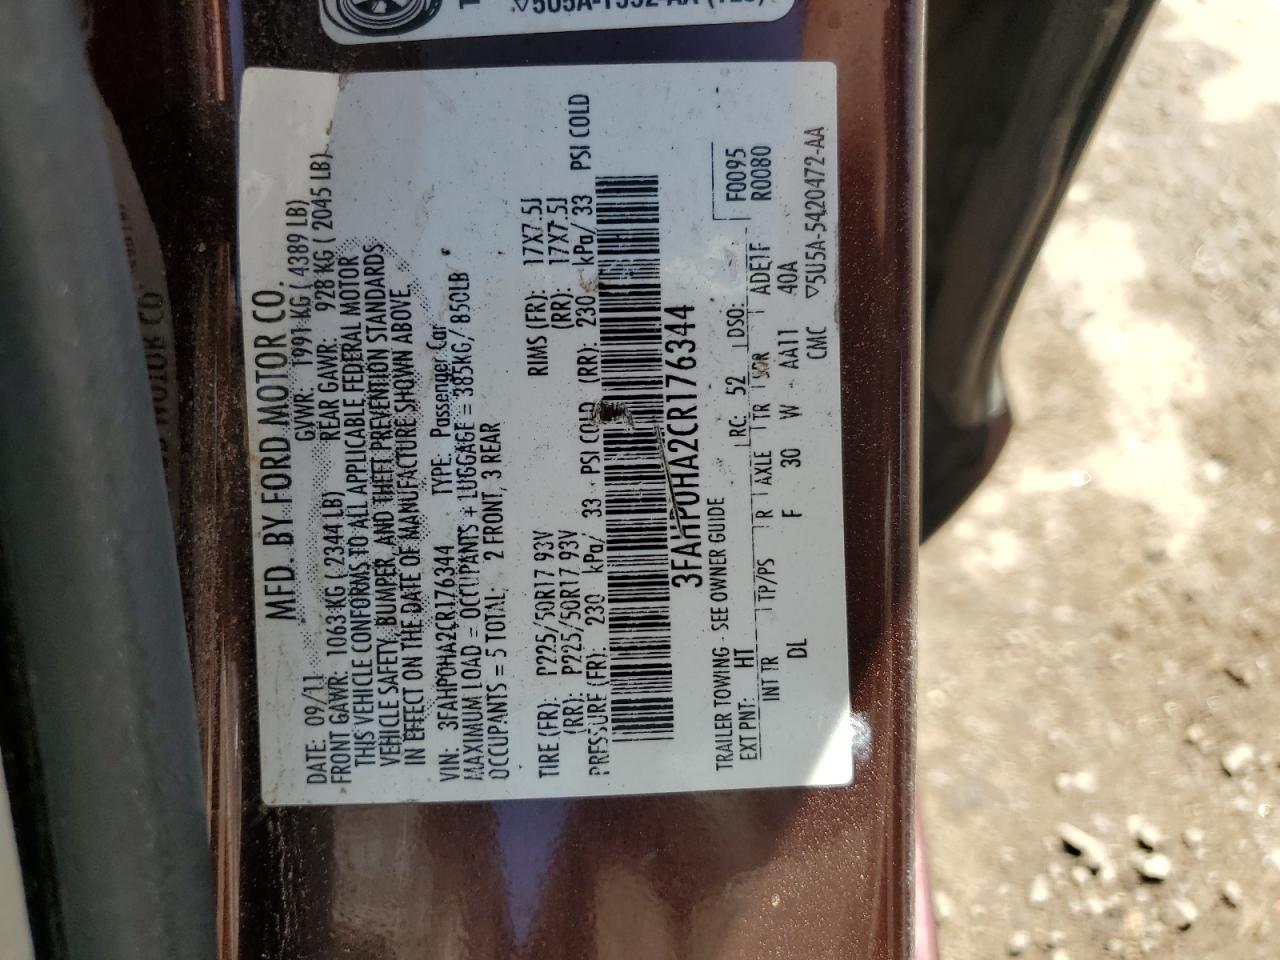 5U5A-1532-AA
MFD. BY FORD MOTOR CO.
DATE: 09/11 GVWR: 1991 KG ( 4389 LB)
FRONT GAWR: 1063 KG ( 2344 LB) REAR GAWR: 928 KG ( 2045 LB)
THIS VEHICLE CONFORMS TO ALL APPLICABLE FEDERAL MOTOR
VEHICLE SAFETY, BUMPER, AND THEFT PREVENTION STANDARDS
IN EFFECT ON THE DATE OF MANUFACTURE SHOWN ABOVE.
VIN: 3FAHP0HA2CR176344 TYPE: Passenger Car
MAXIMUM LOAD = OCCUPANTS + LUGGAGE = 385KG/ 850LB
OCCUPANTS = 5 TOTAL: 2 FRONT, 3 REAR
TIRE (FR): P225/50R17 93V RIMS (FR): 17X7.5J
(RR): P225/50R17 93V (RR): 17X7.5J
PRESSURE (FR): 230 kPa/ 33 PSI COLD (RR): 230 kPa/ 33 PSI COLD
3FAHP0HA2CR176344
TRAILER TOWING - SEE OWNER GUIDE F0095
EXT PNT: HT RC: 52 DSO: R0080
INT TR TP/PS R AXLE TR SPR ADE1F
DL F 30 W - AA11 40A
CMC ▽5U5A-5420472-AA
MOTOR CO